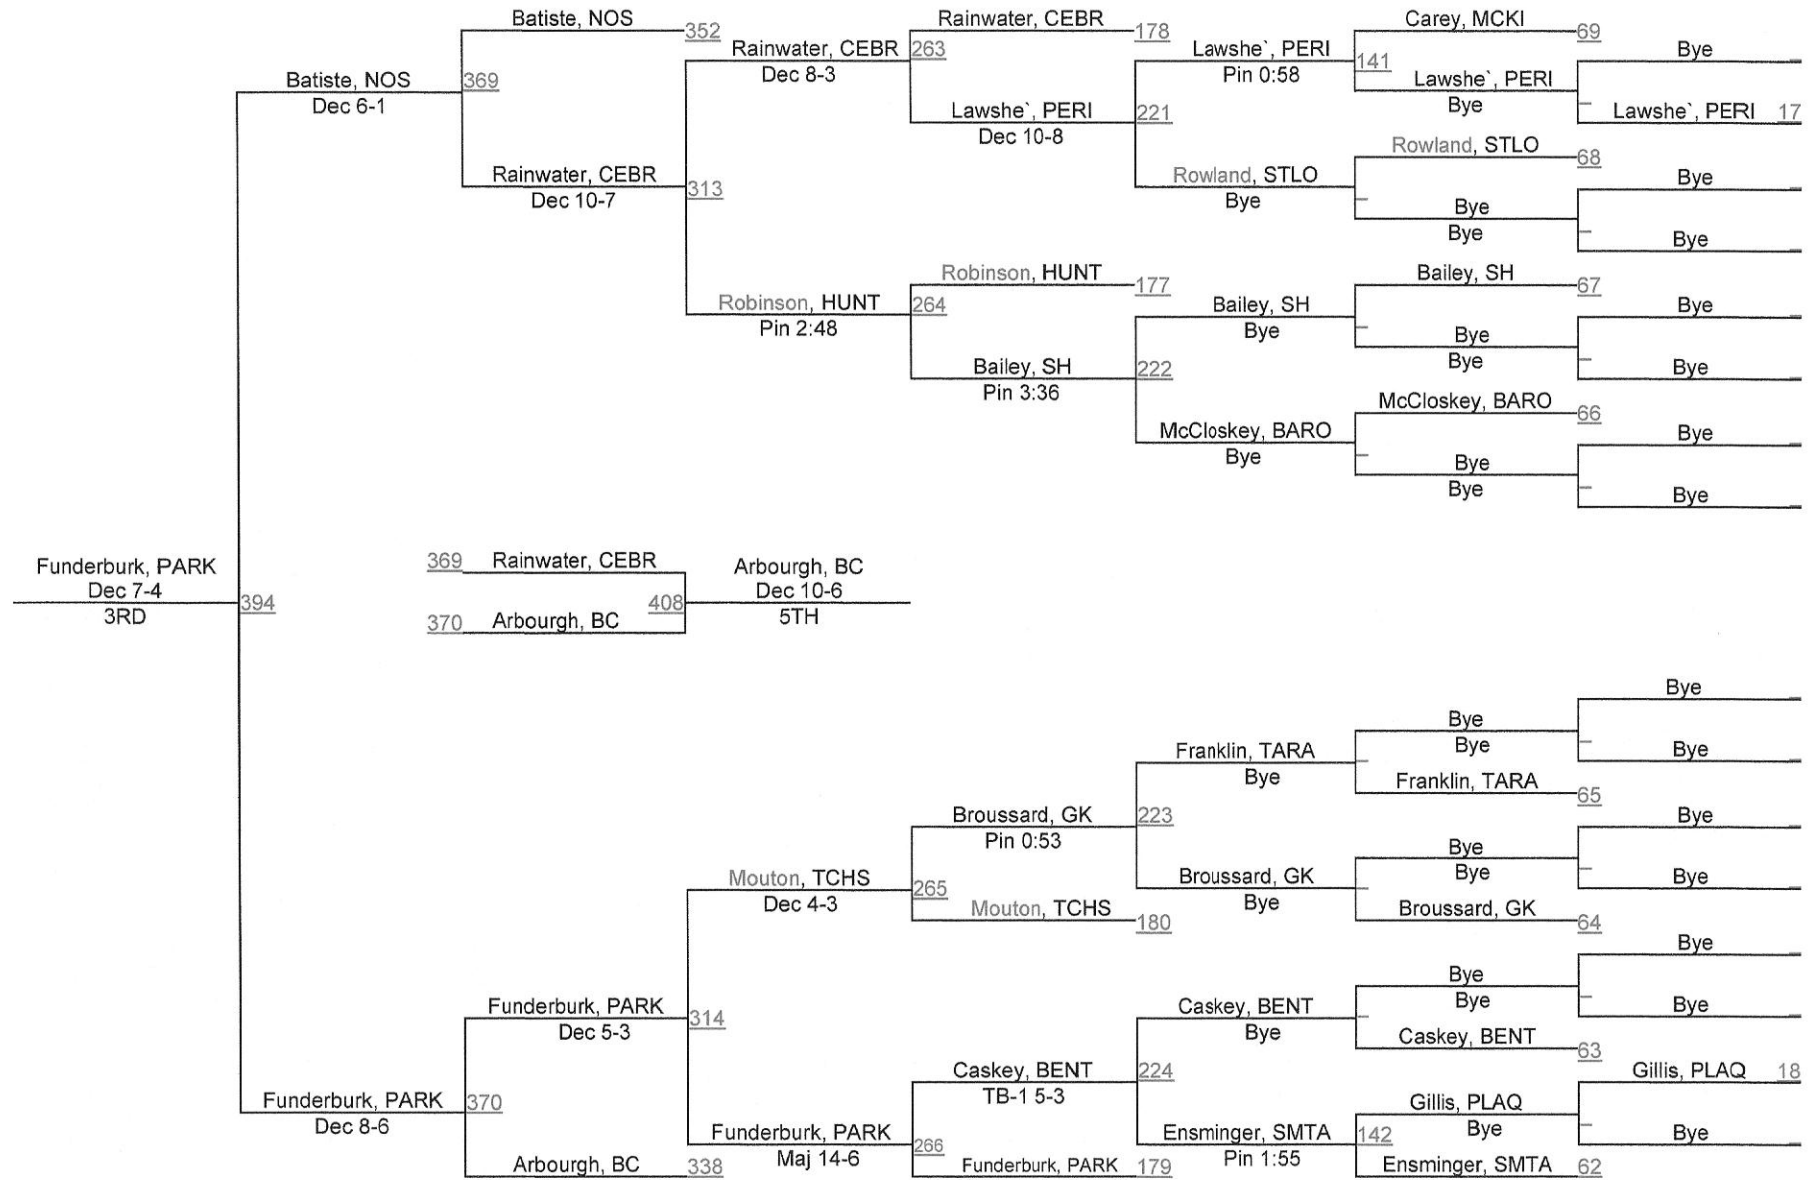 Batiste, NOS
352
Rainwater, CEBR
178
Carey, MCKI
69
Rainwater, CEBR
263
Dec 8-3
Lawshe`, PERI
Pin 0:58
141
Bye
Batiste, NOS
369
Dec 6-1
Lawshe`, PERI
Bye
Lawshe`, PERI
221
Dec 10-8
Lawshe`, PERI 17
Rowland, STLO
68
Rainwater, CEBR
Dec 10-7
313
Rowland, STLO
Bye
Bye
Bye
Bye
Bye
Robinson, HUNT
177
Bailey, SH
67
Robinson, HUNT
264
Pin 2:48
Bailey, SH
Bye
Bye
Bye
Bye
Bailey, SH
222
Pin 3:36
Bye
McCloskey, BARO
66
McCloskey, BARO
Bye
Bye
Bye
Bye
Bye
Funderburk, PARK
Dec 7-4
3RD
394
369 Rainwater, CEBR
370 Arbourgh, BC
408
Arbourgh, BC
Dec 10-6
5TH
Bye
Bye
Bye
Bye
Franklin, TARA
Bye
Franklin, TARA
65
Broussard, GK
223
Pin 0:53
Bye
Bye
Bye
Bye
Mouton, TCHS
265
Dec 4-3
Broussard, GK
Bye
Mouton, TCHS
180
Broussard, GK
64
Bye
Bye
Bye
Bye
Funderburk, PARK
314
Dec 5-3
Caskey, BENT
Bye
Caskey, BENT
63
Caskey, BENT
224
TB-1 5-3
Gillis, PLAQ 18
Funderburk, PARK
370
Dec 8-6
Gillis, PLAQ
Bye
Bye
Funderburk, PARK
266
Maj 14-6
Ensminger, SMTA
142
Pin 1:55
Arbourgh, BC
338
Funderburk, PARK
179
Ensminger, SMTA
62